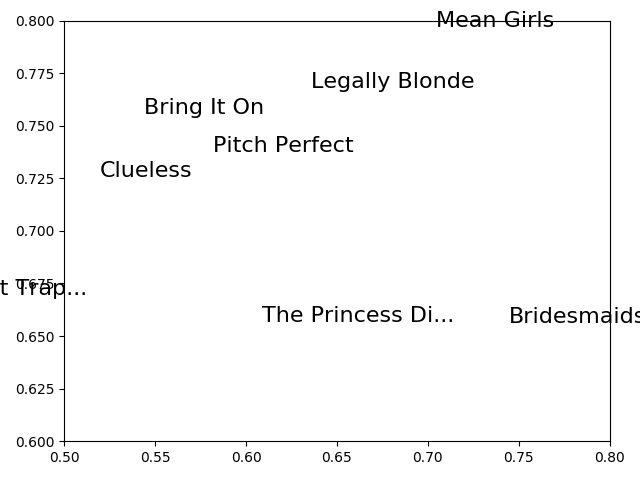 0.800
Mean Girls
0.775
Legally Blonde
Bring It On
0.750
Pitch Perfect
Clueless
0.725
0.700
0.675
t Trap...
The Princess Di...
Bridesmaids
0.650
0.625
0.600
0.50 0.55 0.60 0.65 0.70 0.75 0.80